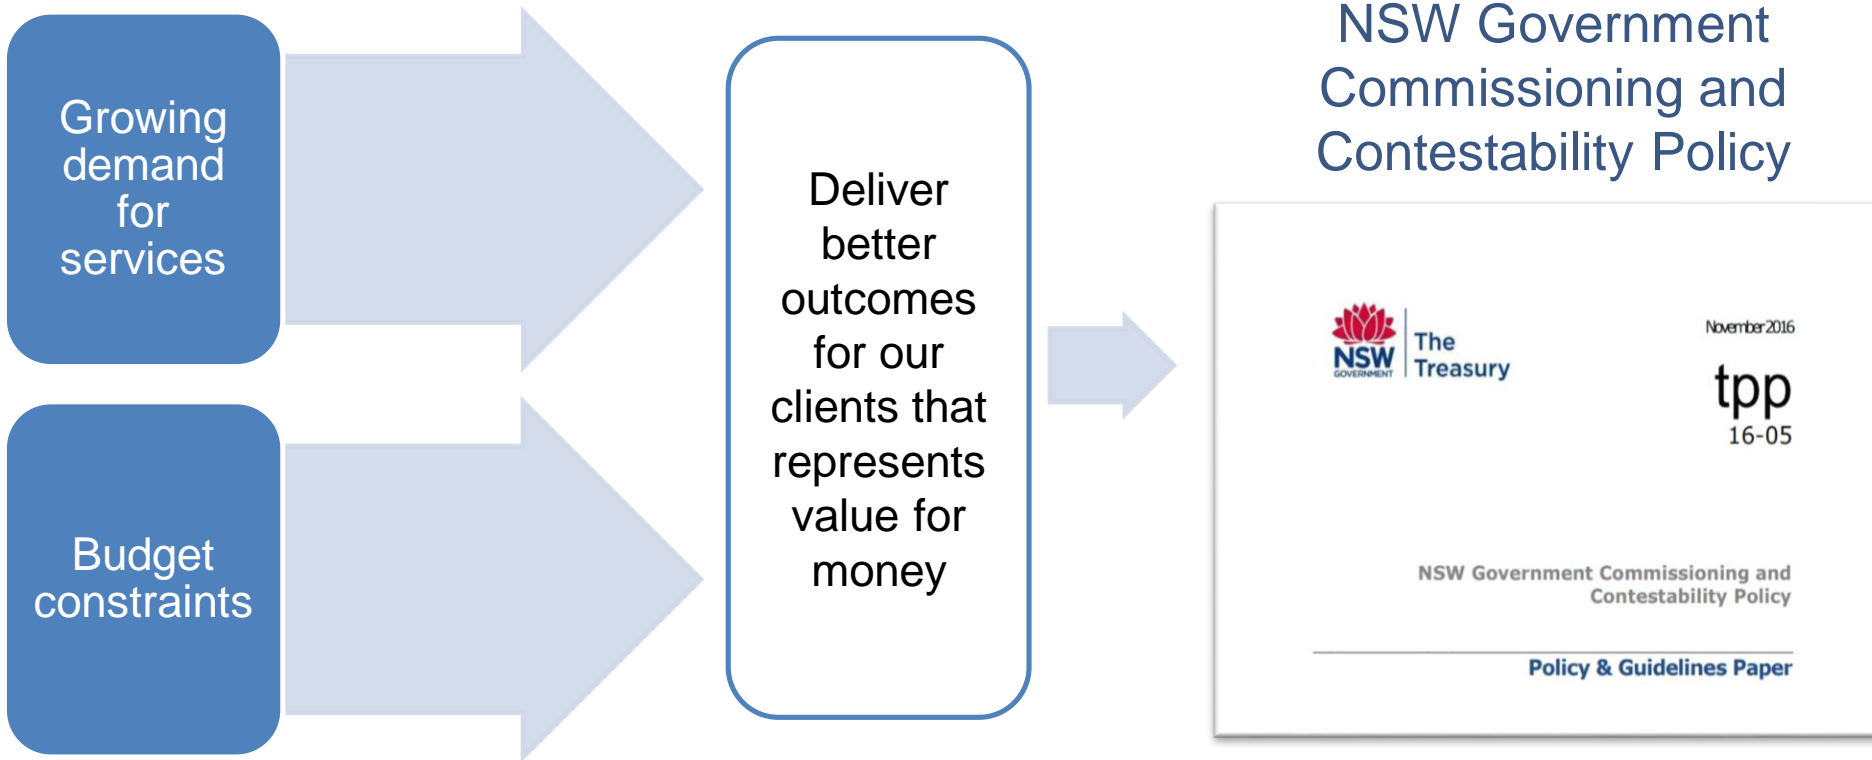 Growing
demand
for
services
Budget
constraints
Deliver
better
outcomes
for our
clients that
represents
value for
money
NSW Government
Commissioning and
Contestability Policy
NSW
GOVERNMENT
The
Treasury
November 2016
tpp
16-05
NSW Government Commissioning and
Contestability Policy
Policy & Guidelines Paper